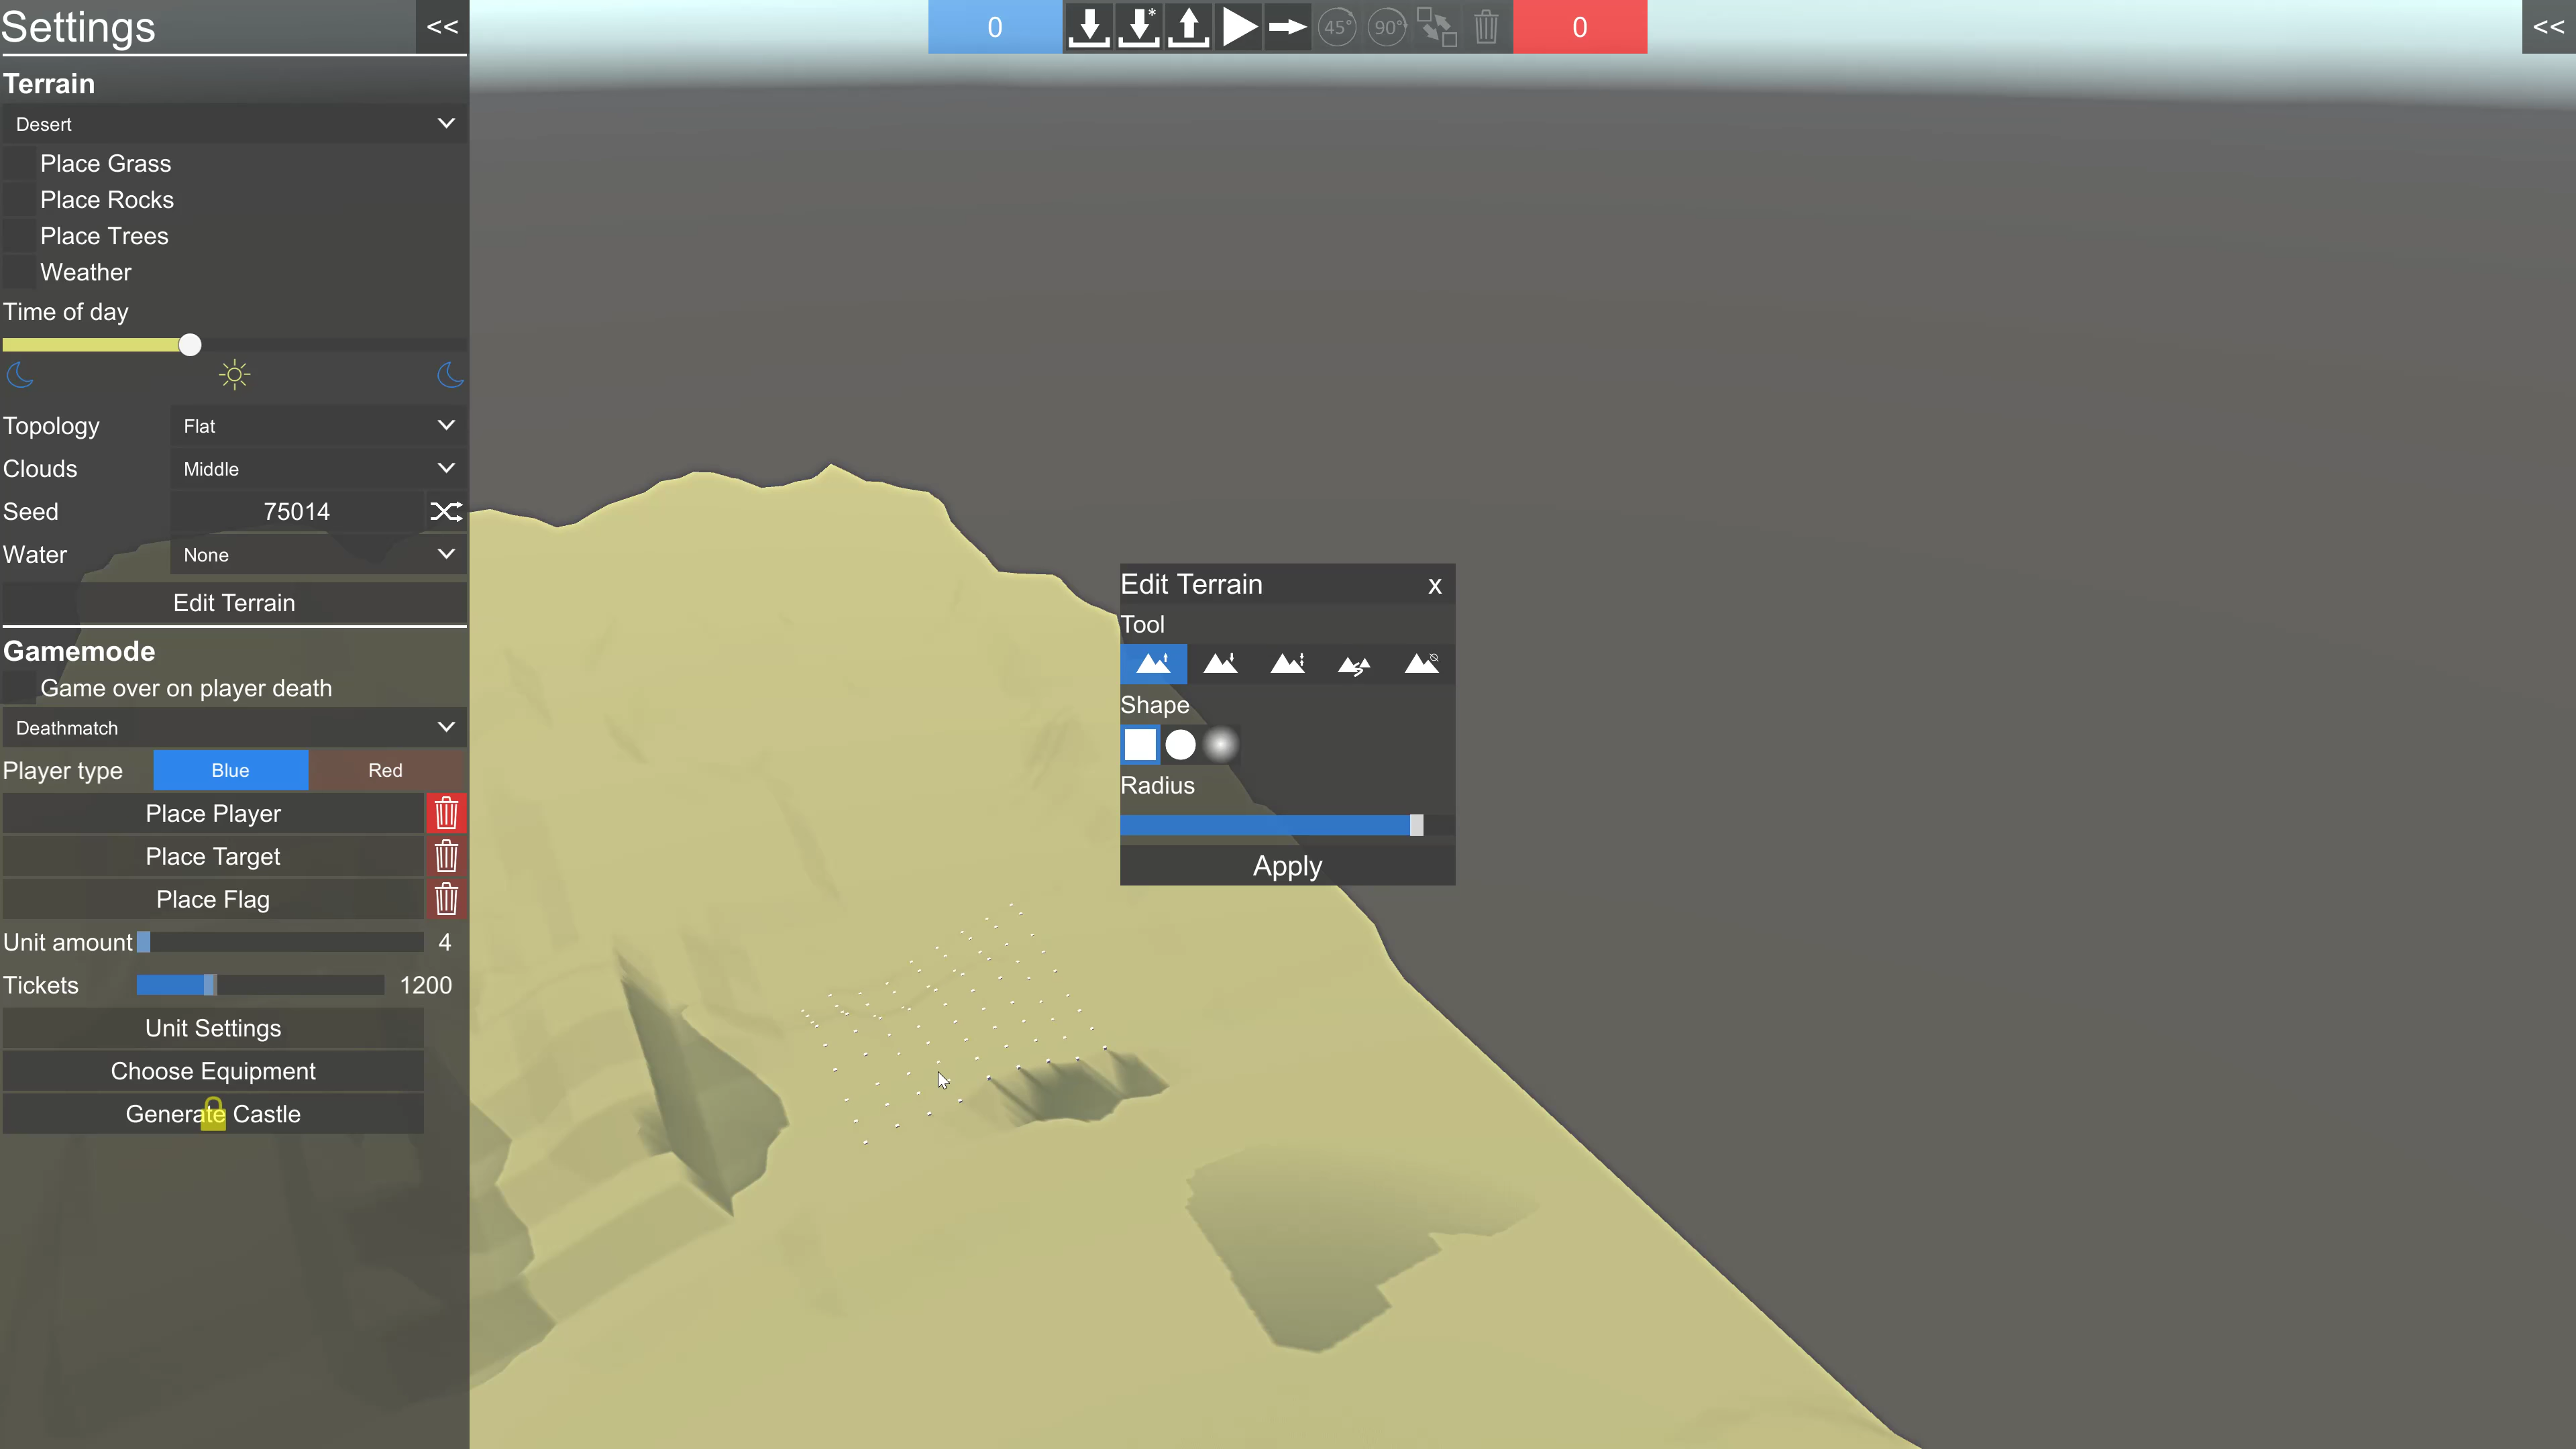 Settings
<<
0
45°
90°
0
<<
Terrain
Desert
Place Grass
Place Rocks
Place Trees
Weather
Time of day
Topology
Flat
Clouds
Middle
Seed
75014
Water
None
Edit Terrain
Gamemode
Game over on player death
Deathmatch
Player type
Blue
Red
Place Player
Place Target
Place Flag
Unit amount
4
Tickets
1200
Unit Settings
Choose Equipment
Generate Castle
Edit Terrain
x
Tool
Shape
Radius
Apply